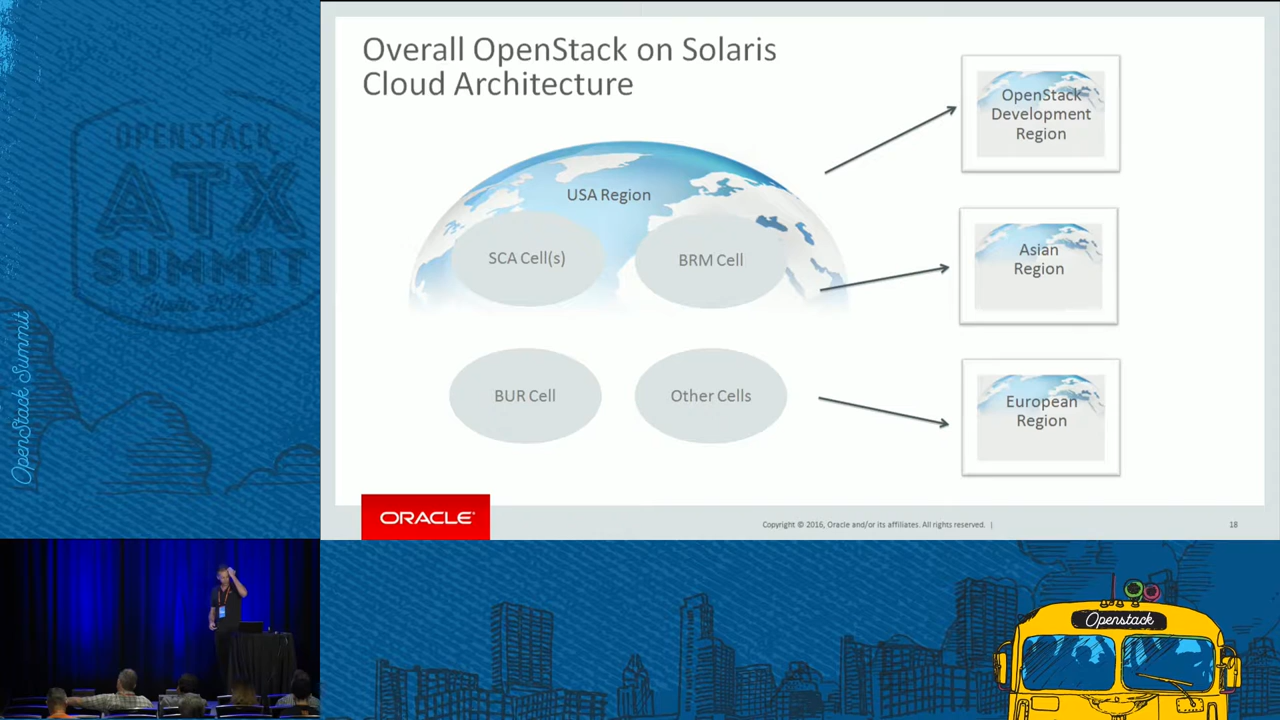 OPENSTACK
ATX
SUMMIT
OpenStack Summit
Overall OpenStack on Solaris
Cloud Architecture
USA Region
SCA Cell(s)
BRM Cell
BUR Cell
Other Cells
OpenStack
Development
Region
Asian
Region
European
Region
ORACLE
Copyright © 2016, Oracle and/or its affiliates. All rights reserved. |
18
Openstack